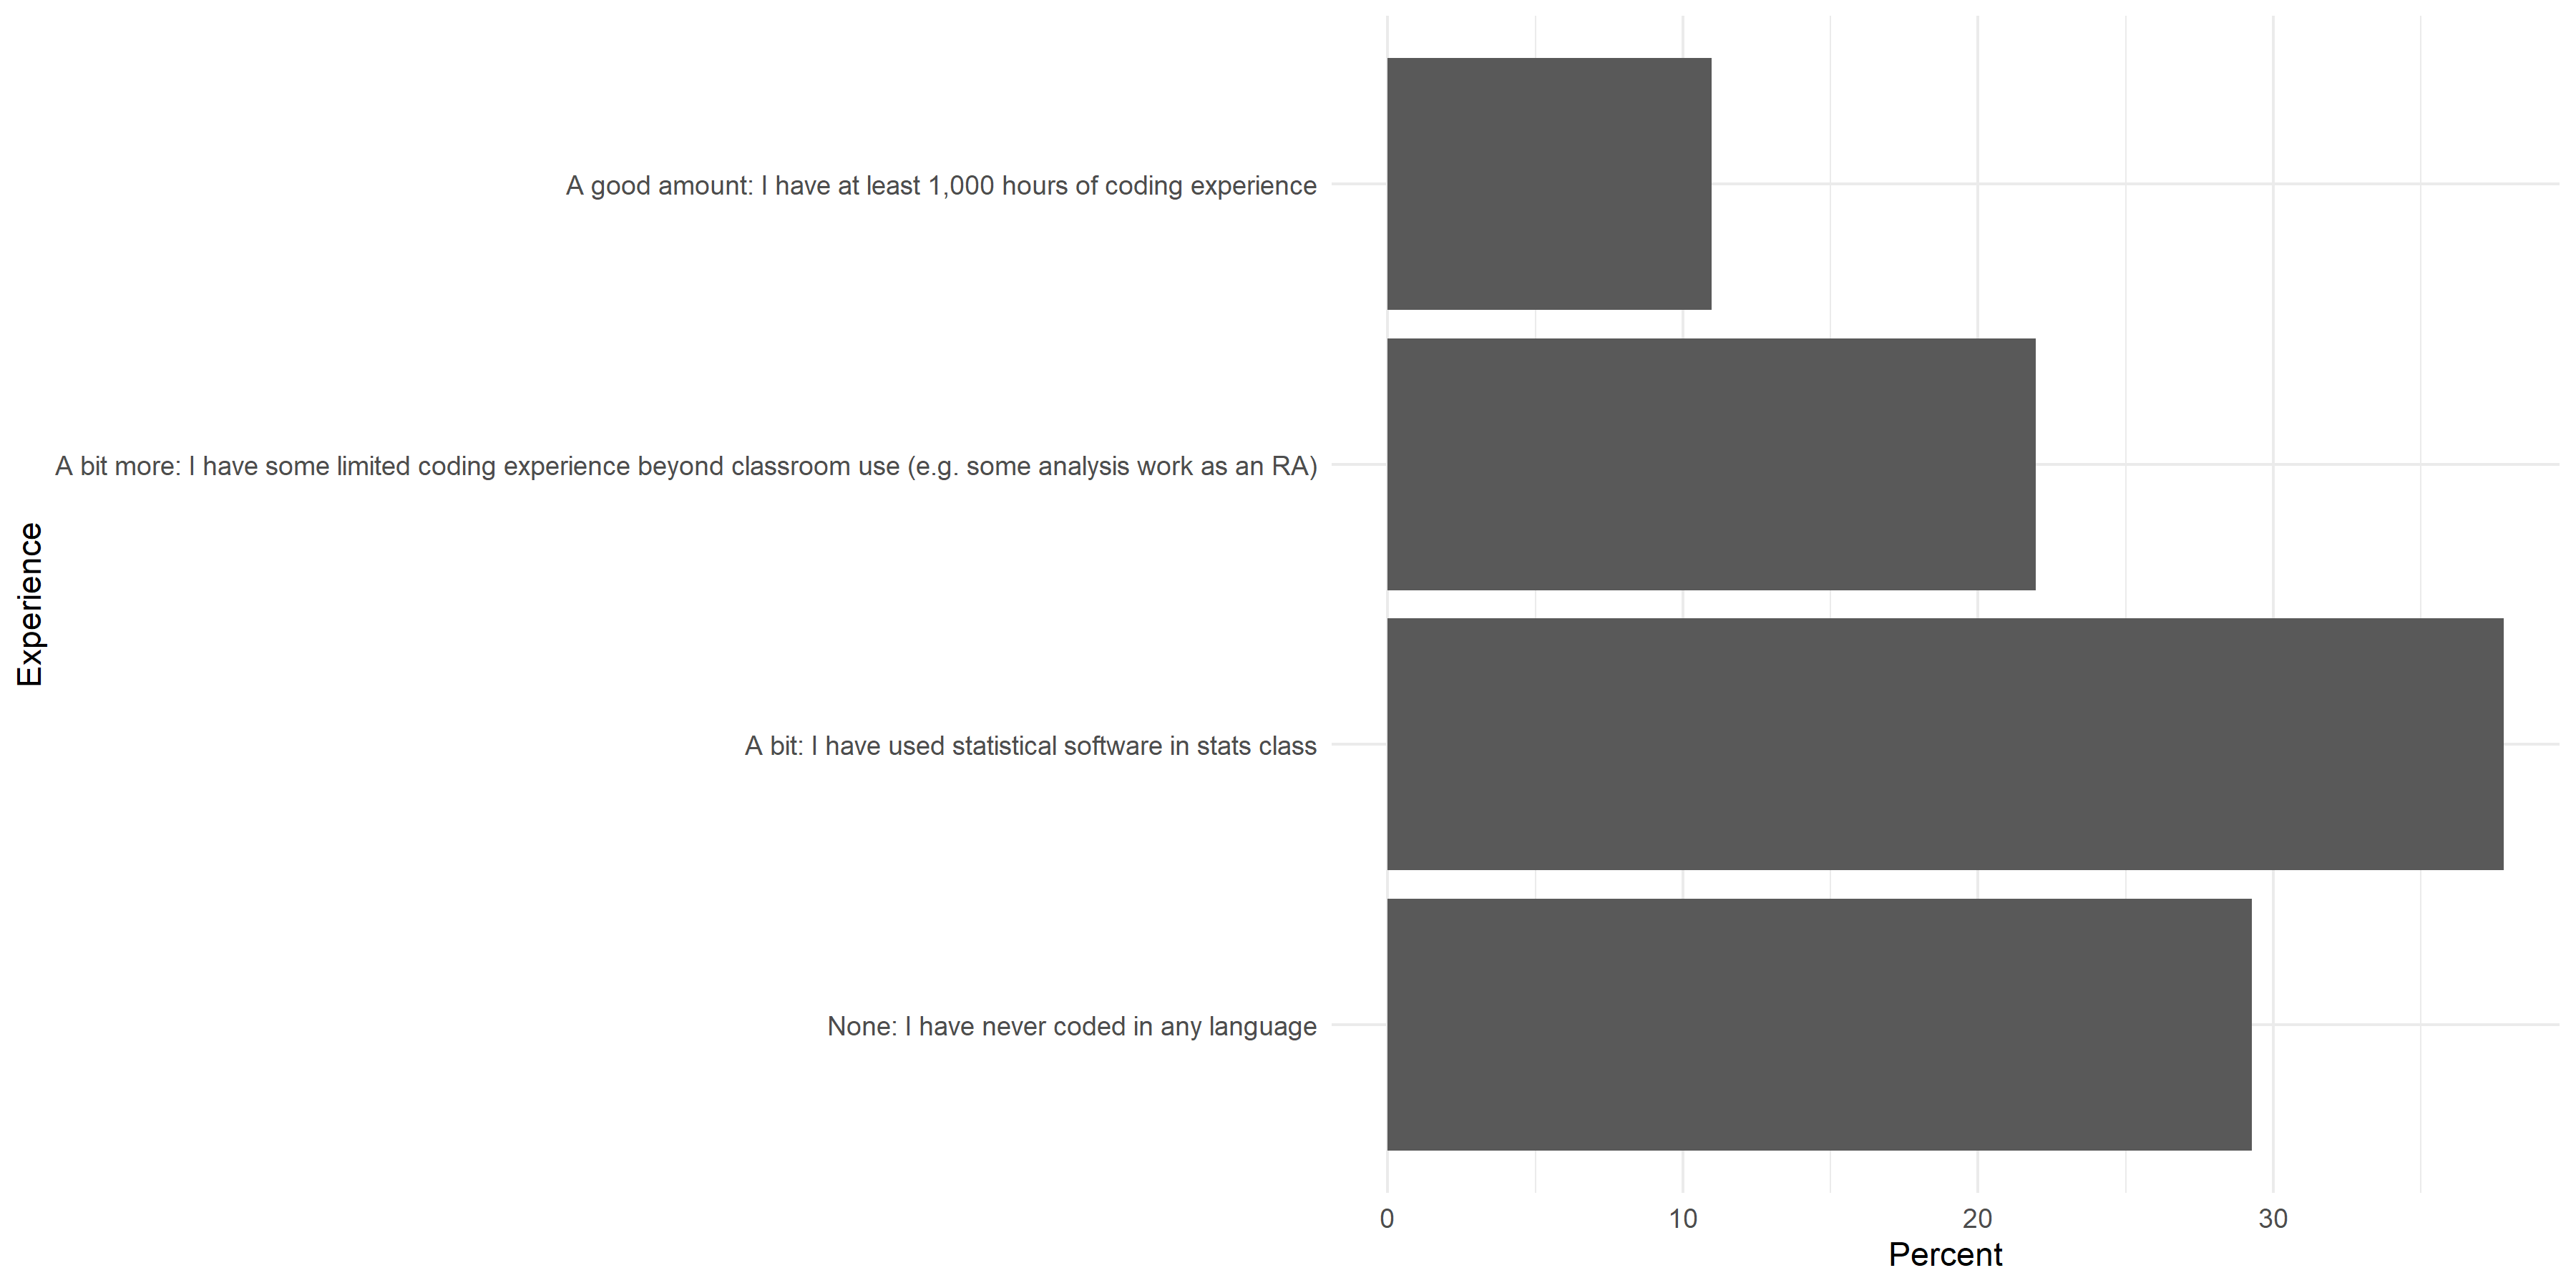 A good amount: I have at least 1,000 hours of coding experience
A bit more: I have some limited coding experience beyond classroom use (e.g. some analysis work as an RA)
Experience
A bit: I have used statistical software in stats class
None: I have never coded in any language
0 10 20 30
Percent